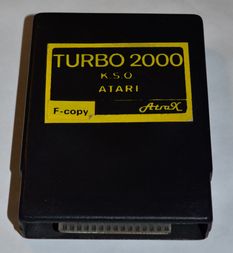 TURBO 2000
K.S.O
ATARI
F-copy
AtraX